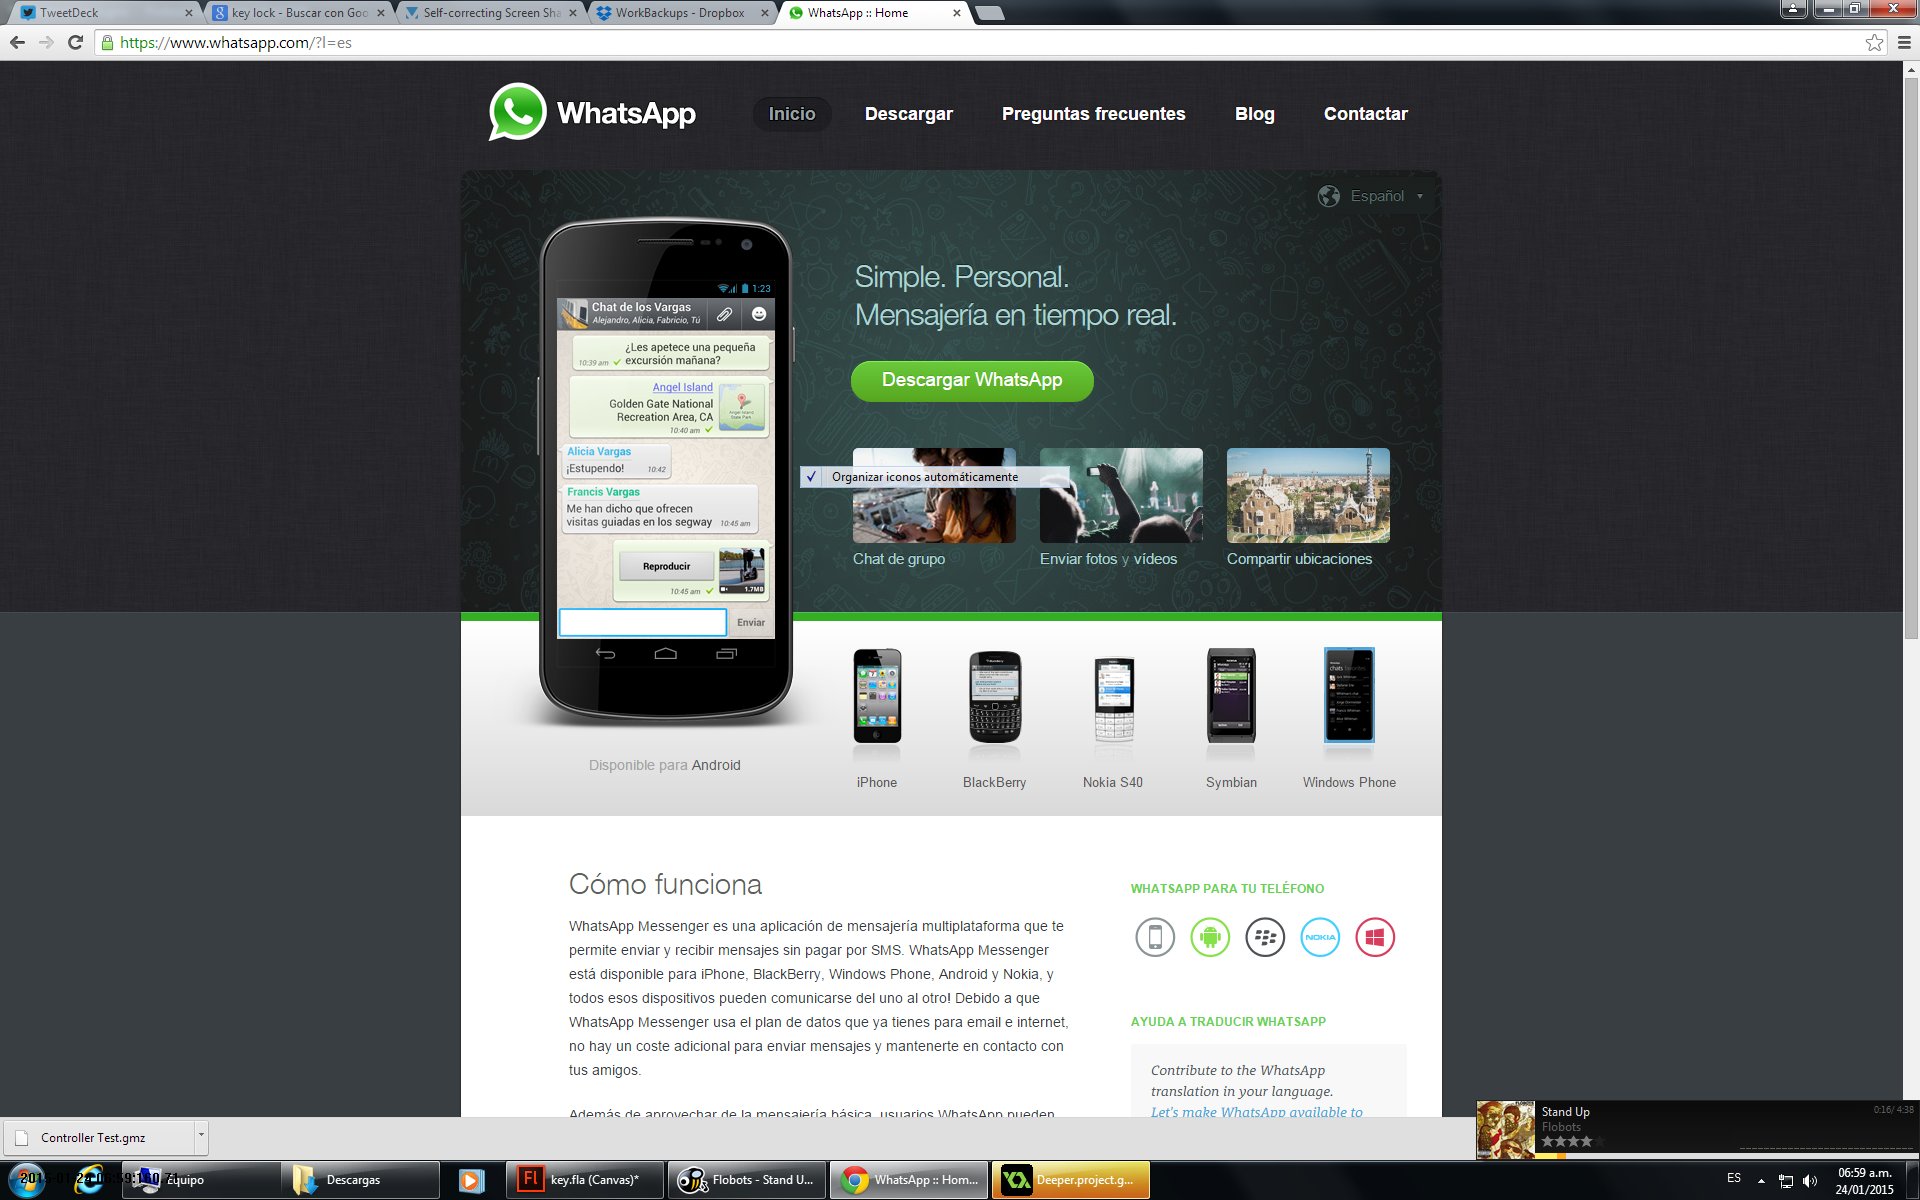 TweetDeck
key lock - Buscar con Goo
Self-correcting Screen Sha
WorkBackups - Dropbox
WhatsApp :: Home
https://www.whatsapp.com/?l=es
WhatsApp
Inicio
Descargar
Preguntas frecuentes
Blog
Contactar
Español
1:23
Chat de los Vargas
Alejandro, Alicia, Fabricio, Tú
¿Les apetece una pequeña
excursión mañana?
10:39 am
Angel Island
Golden Gate National
Recreation Area, CA
10:40 am
Alicia Vargas
¡Estupendo!
10:42
Francis Vargas
Me han dicho que ofrecen
visitas guiadas en los segway
10:45 am
Reproducir
1.7MB
10:45 am
Enviar
Simple. Personal.
Mensajería en tiempo real.
Descargar WhatsApp
Organizar iconos automáticamente
Chat de grupo
Enviar fotos y vídeos
Compartir ubicaciones
Disponible para Android
iPhone
BlackBerry
Nokia S40
Symbian
Windows Phone
Cómo funciona
WhatsApp Messenger es una aplicación de mensajería multiplataforma que te
permite enviar y recibir mensajes sin pagar por SMS. WhatsApp Messenger
está disponible para iPhone, BlackBerry, Windows Phone, Android y Nokia, y
todos esos dispositivos pueden comunicarse del uno al otro! Debido a que
WhatsApp Messenger usa el plan de datos que ya tienes para email e internet,
no hay un coste adicional para enviar mensajes y mantenerte en contacto con
tus amigos.
Además de aprovechar de la mensajería básica, usuarios WhatsApp pueden
WHATSAPP PARA TU TELÉFONO
NOKIA
AYUDA A TRADUCIR WHATSAPP
Contribute to the WhatsApp
translation in your language.
Let's make WhatsApp available to
Stand Up
Flobots
0:16/ 4:38
Controller Test.gmz
Equipo
Descargas
key.fla (Canvas)*
Flobots - Stand U...
WhatsApp :: Hom...
Deeper.project.g...
ES
06:59 a.m.
24/01/2015